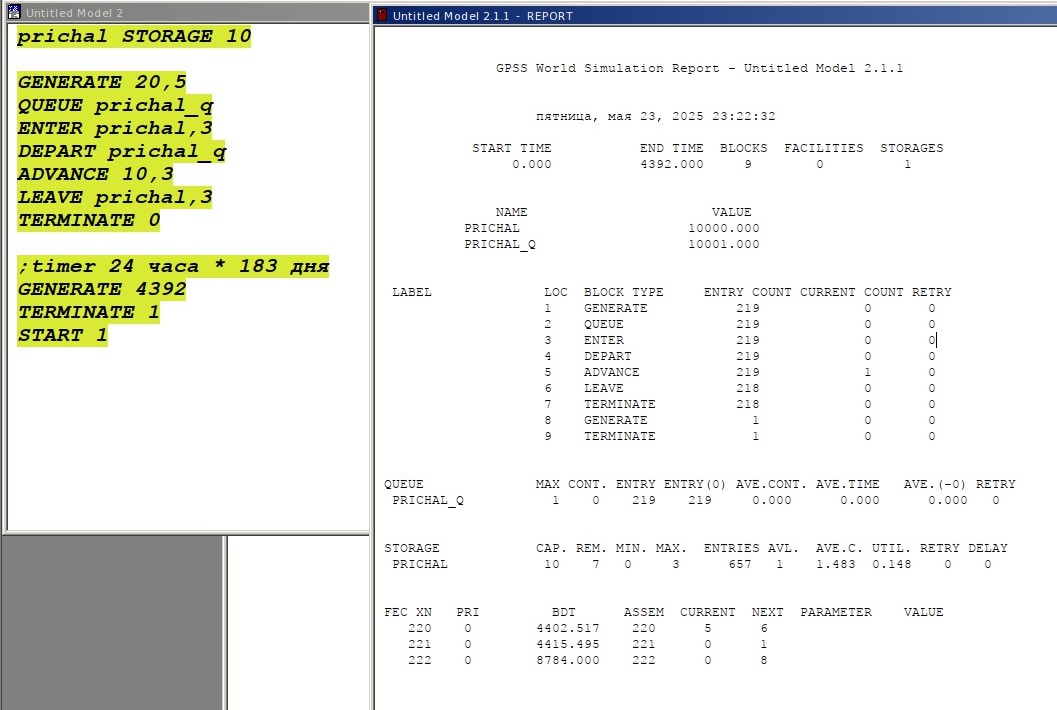 Untitled Model 2
prichal STORAGE 10
GENERATE 20,5
QUEUE prichal_q
ENTER prichal,3
DEPART prichal_q
ADVANCE 10,3
LEAVE prichal,3
TERMINATE 0
;timer 24 часа * 183 дня
GENERATE 4392
TERMINATE 1
START 1
Untitled Model 2.1.1 - REPORT
GPSS World Simulation Report - Untitled Model 2.1.1
пятница, мая 23, 2025 23:22:32
START TIME END TIME BLOCKS FACILITIES STORAGES
0.000 4392.000 9 0 1
NAME VALUE
PRICHAL 10000.000
PRICHAL_Q 10001.000
LABEL LOC BLOCK TYPE ENTRY COUNT CURRENT COUNT RETRY
1 GENERATE 219 0 0
2 QUEUE 219 0 0
3 ENTER 219 0 0
4 DEPART 219 0 0
5 ADVANCE 219 1 0
6 LEAVE 218 0 0
7 TERMINATE 218 0 0
8 GENERATE 1 0 0
9 TERMINATE 1 0 0
QUEUE MAX CONT. ENTRY ENTRY(0) AVE.CONT. AVE.TIME AVE.(-0) RETRY
PRICHAL_Q 1 0 219 219 0.000 0.000 0.000 0
STORAGE CAP. REM. MIN. MAX. ENTRIES AVL. AVE.C. UTIL. RETRY DELAY
PRICHAL 10 7 0 3 657 1 1.483 0.148 0 0
FEC XN PRI BDT ASSEM CURRENT NEXT PARAMETER VALUE
220 0 4402.517 220 5 6
221 0 4415.495 221 0 1
222 0 8784.000 222 0 8